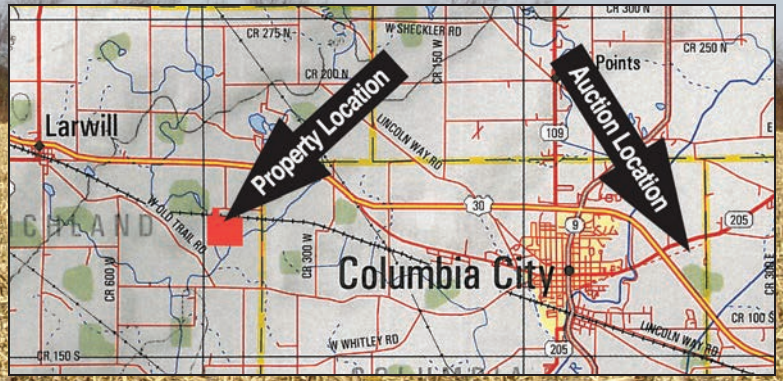 CR 300 N
W SHECKLER RD
CR 275 N
CR 150 W
CR 250 N
Points
CR 200 N
Larwill
Property Location
Auction Location
LINCOLN WAY RD
109
30
9
205
W OLD TRAIL RD
CHLAND
CR 600 W
CR 300 W
Columbia City
CR 300 E
CR 100 S
LINCOLN WAY RD
W WHITLEY RD
CR 150 S
205